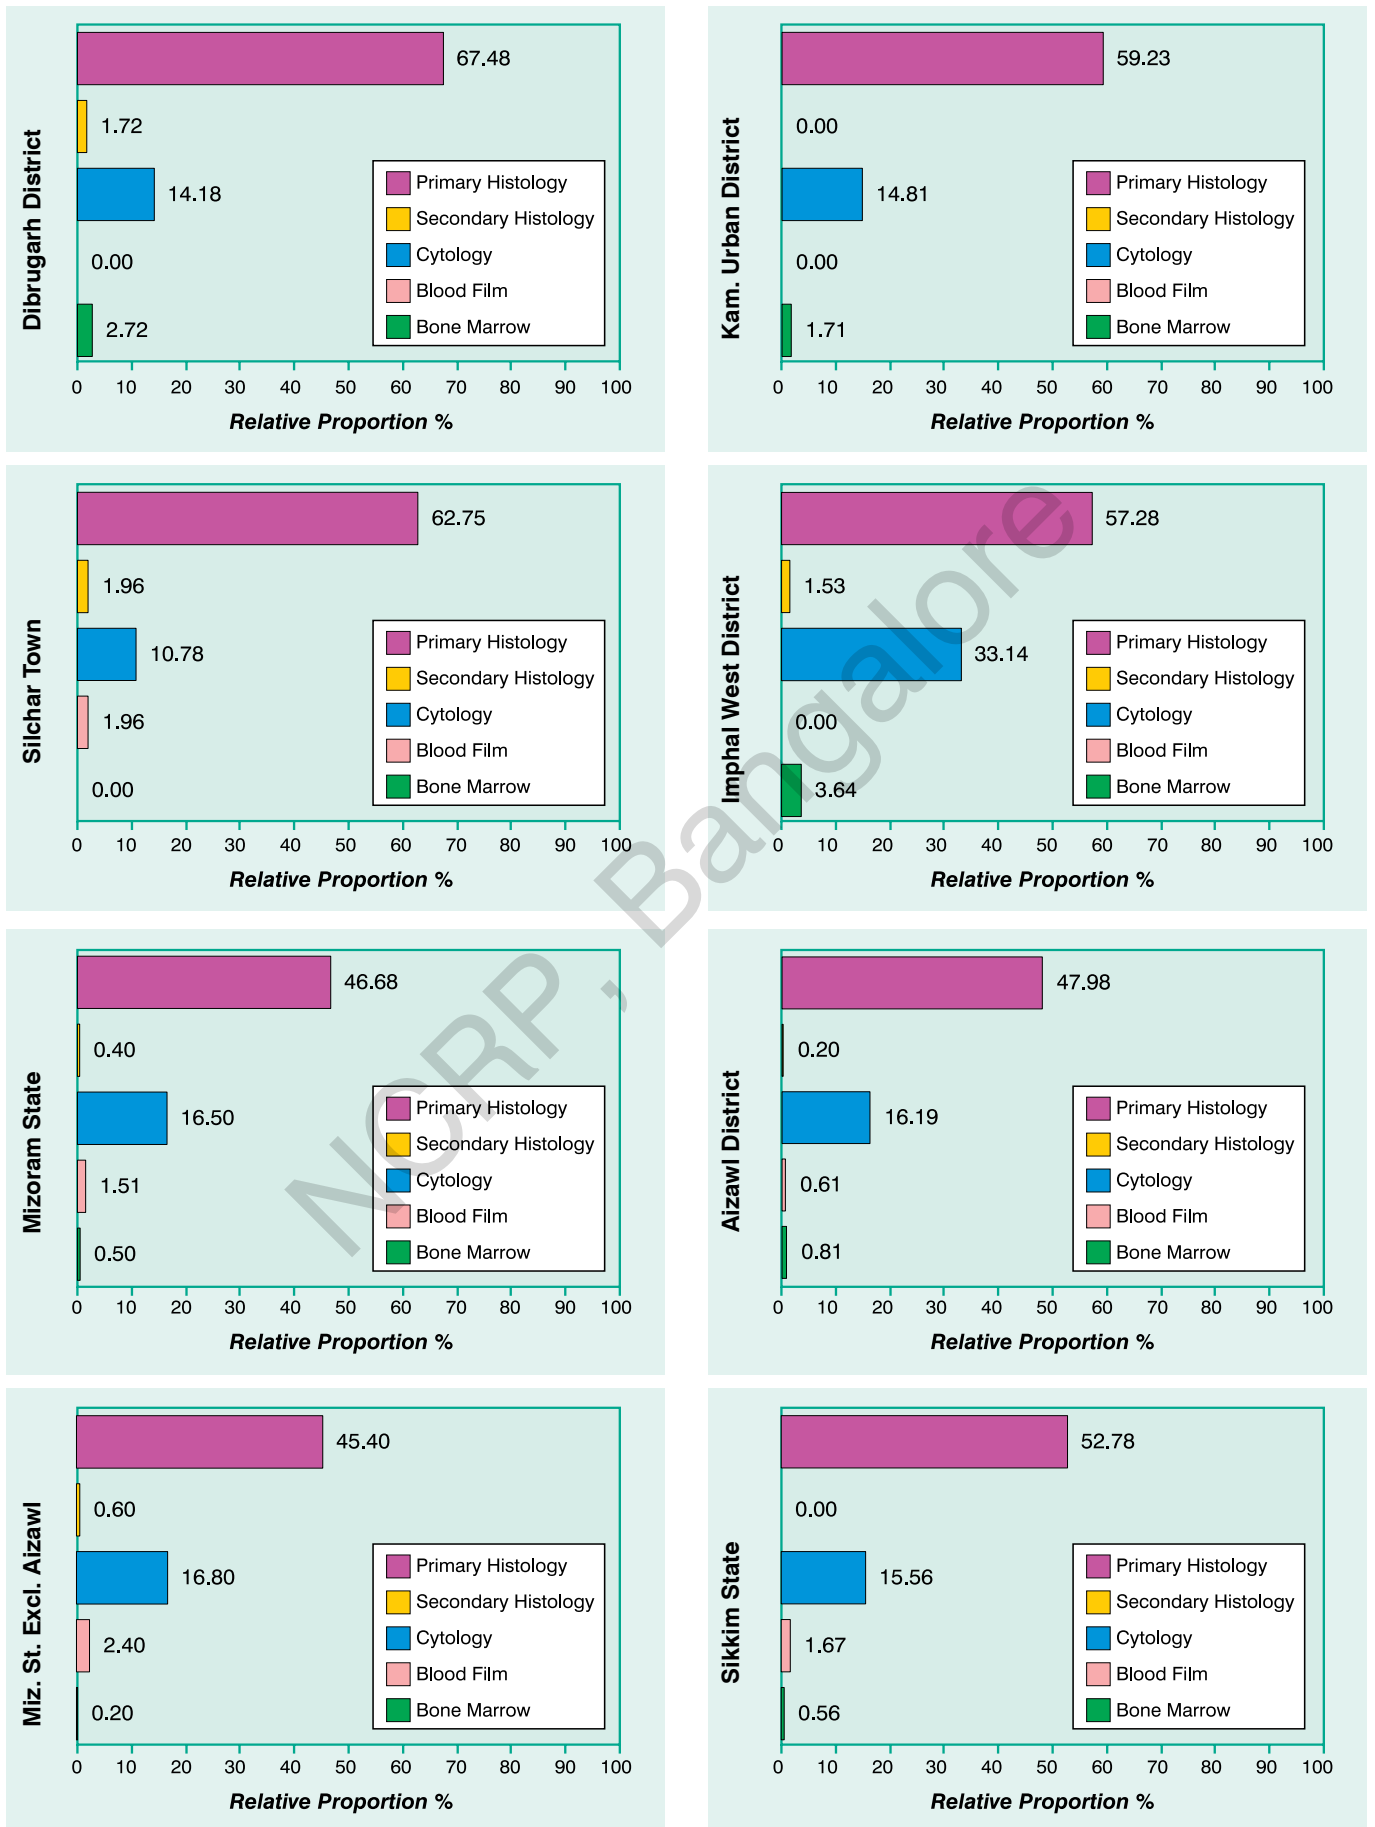 Dibrugarh District
67.48
1.72
14.18
0.00
2.72
Primary Histology
Secondary Histology
Cytology
Blood Film
Bone Marrow
0 10 20 30 40 50 60 70 80 90 100
Relative Proportion %
Kam. Urban District
59.23
0.00
14.81
0.00
1.71
Primary Histology
Secondary Histology
Cytology
Blood Film
Bone Marrow
0 10 20 30 40 50 60 70 80 90 100
Relative Proportion %
Silchar Town
62.75
1.96
10.78
1.96
0.00
Primary Histology
Secondary Histology
Cytology
Blood Film
Bone Marrow
0 10 20 30 40 50 60 70 80 90 100
Relative Proportion %
Imphal West District
57.28
1.53
33.14
0.00
3.64
Primary Histology
Secondary Histology
Cytology
Blood Film
Bone Marrow
0 10 20 30 40 50 60 70 80 90 100
Relative Proportion %
Mizoram State
46.68
0.40
16.50
1.51
0.50
Primary Histology
Secondary Histology
Cytology
Blood Film
Bone Marrow
0 10 20 30 40 50 60 70 80 90 100
Relative Proportion %
Aizawl District
47.98
0.20
16.19
0.61
0.81
Primary Histology
Secondary Histology
Cytology
Blood Film
Bone Marrow
0 10 20 30 40 50 60 70 80 90 100
Relative Proportion %
Miz. St. Excl. Aizawl
45.40
0.60
16.80
2.40
0.20
Primary Histology
Secondary Histology
Cytology
Blood Film
Bone Marrow
0 10 20 30 40 50 60 70 80 90 100
Relative Proportion %
Sikkim State
52.78
0.00
15.56
1.67
0.56
Primary Histology
Secondary Histology
Cytology
Blood Film
Bone Marrow
0 10 20 30 40 50 60 70 80 90 100
Relative Proportion %
NCRP , Bangalore